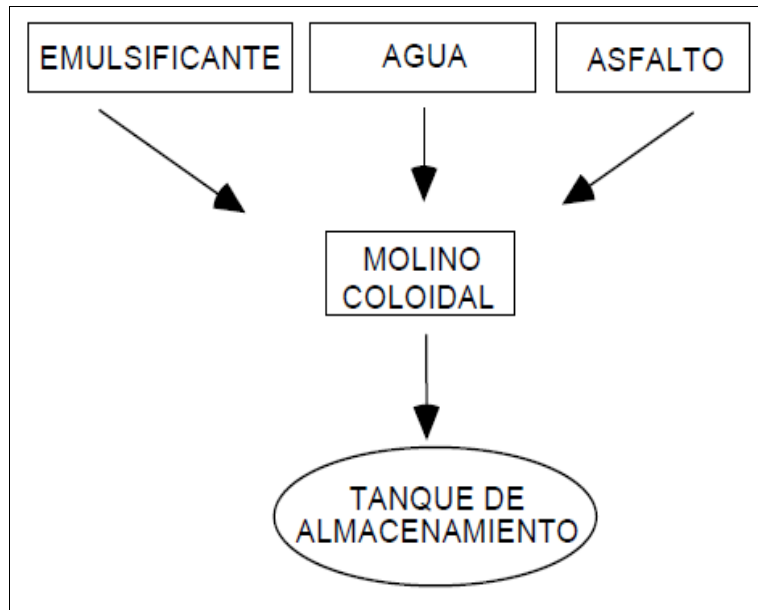 EMULSIFICANTE
AGUA
ASFALTO
MOLINO
COLOIDAL
TANQUE DE
ALMACENAMIENTO